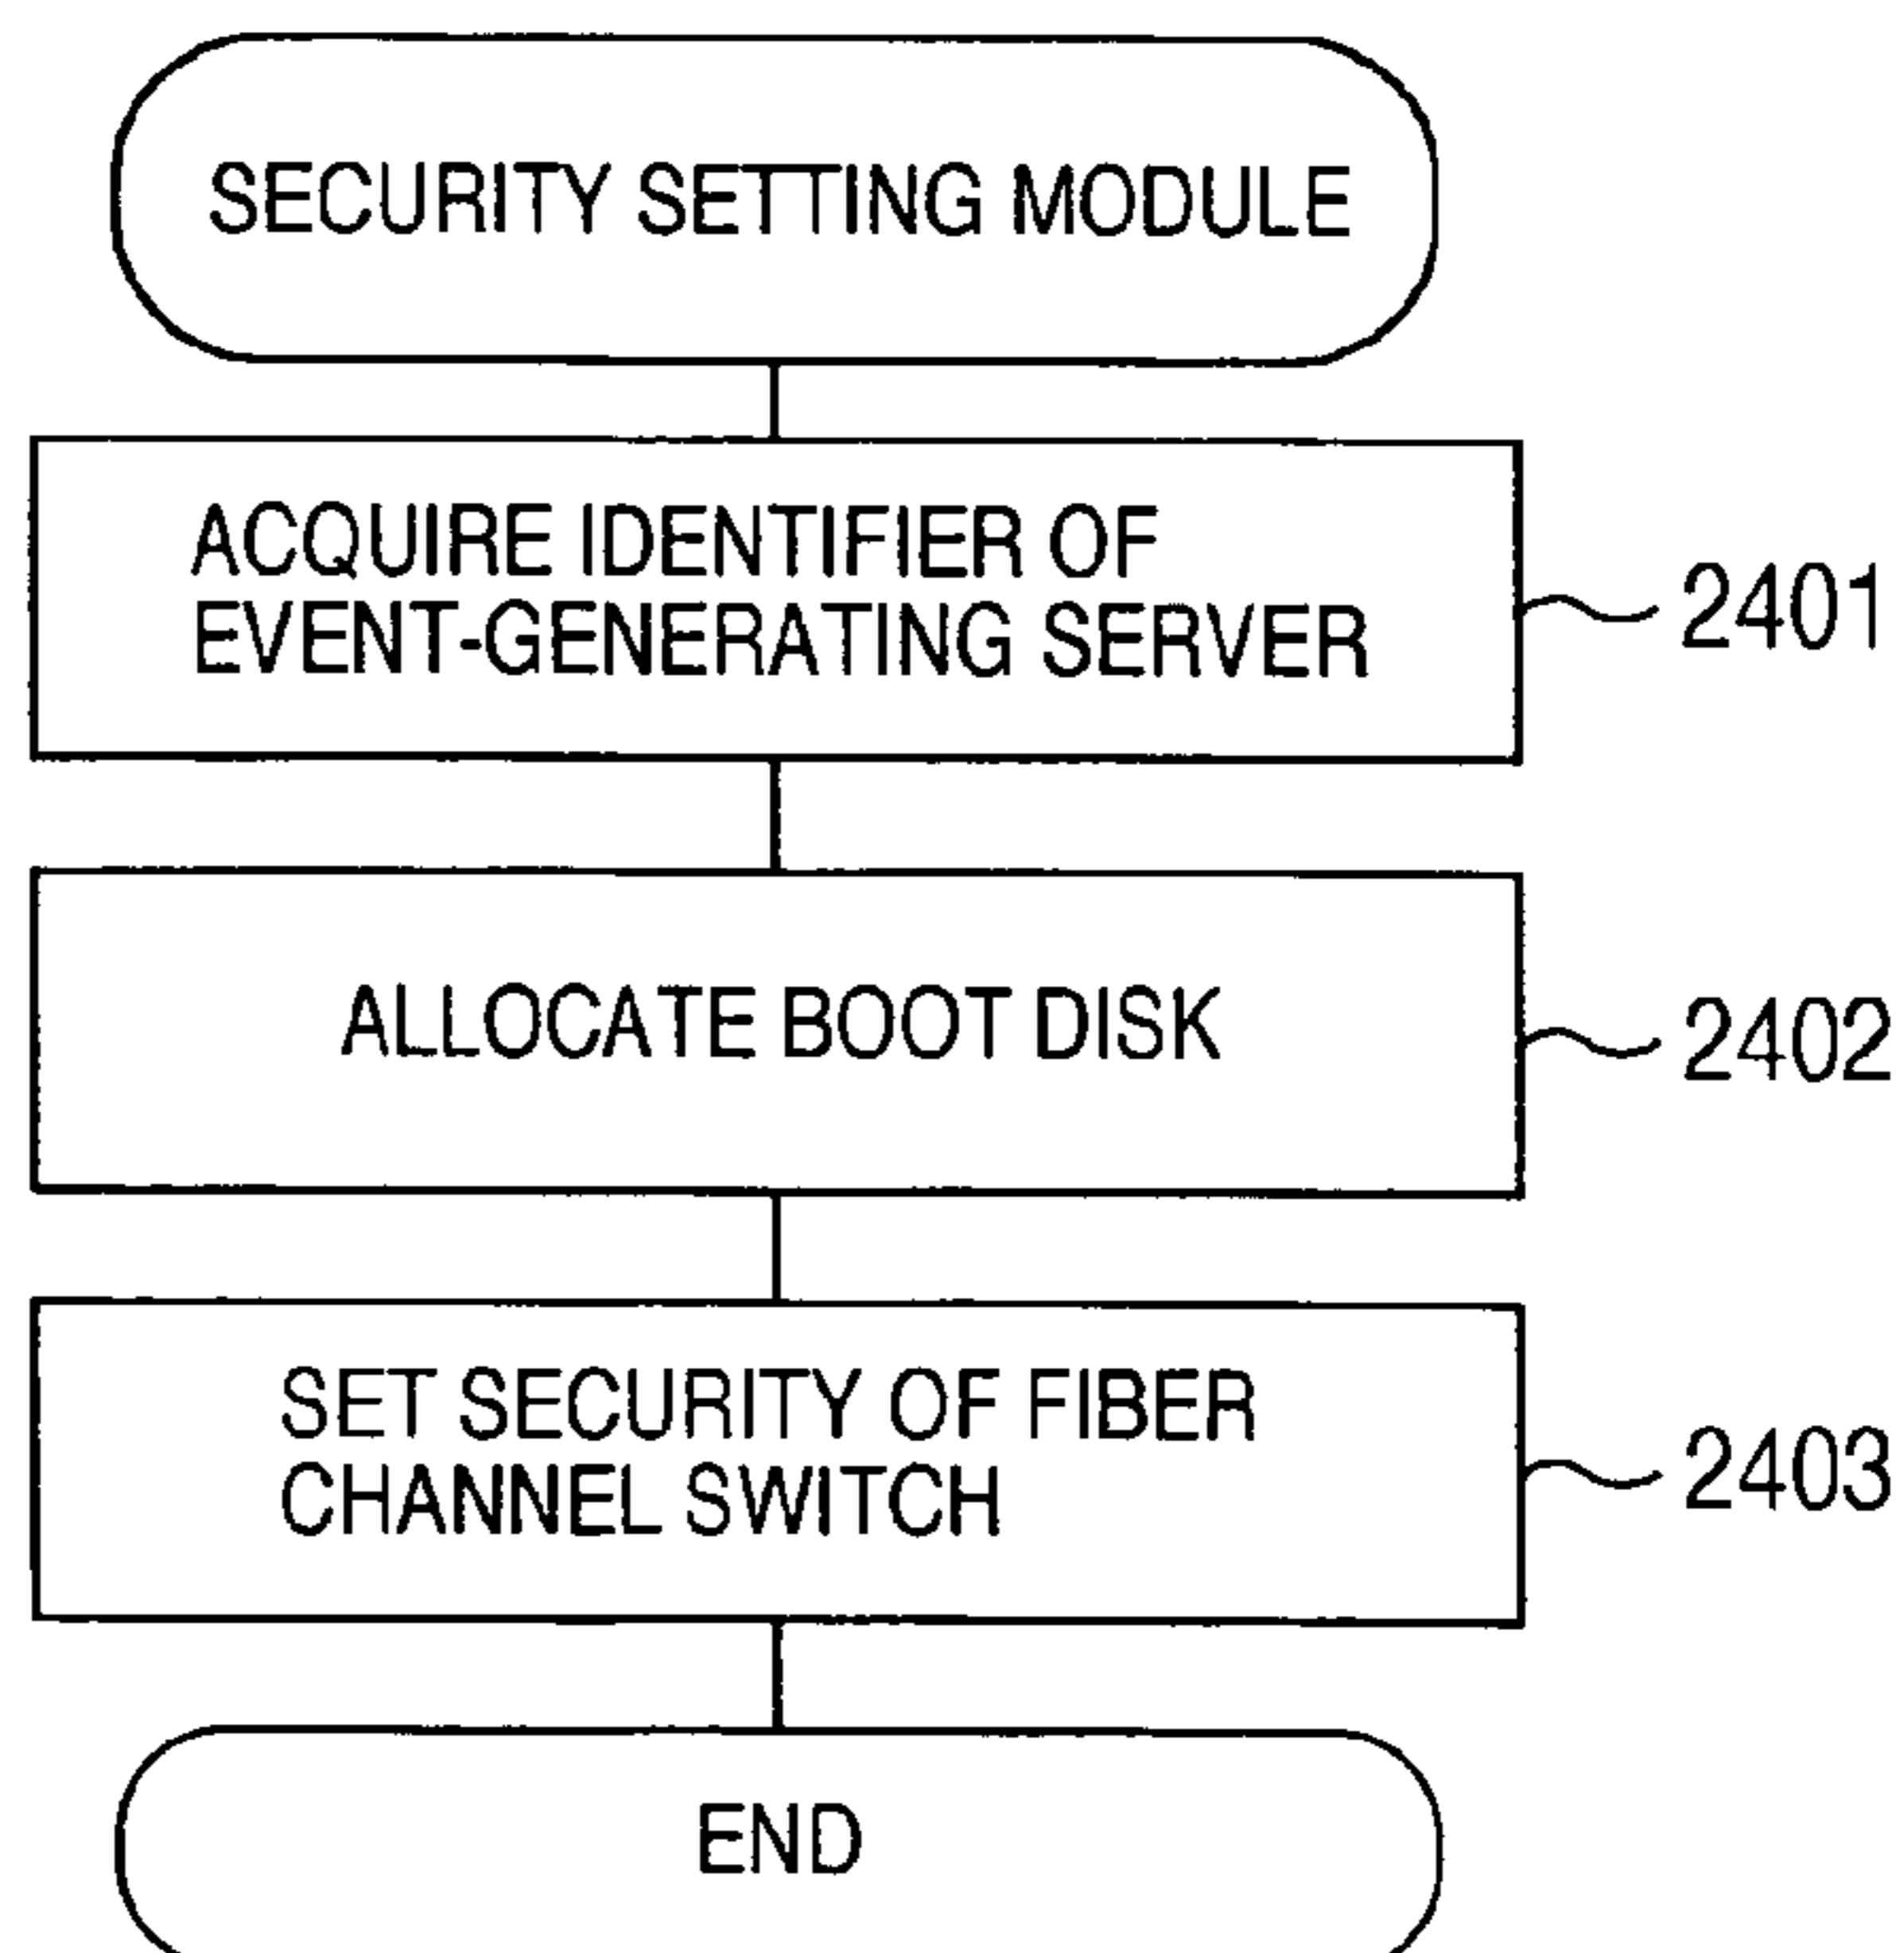 SECURITY SETTING MODULE
ACQUIRE IDENTIFIER OF
EVENT-GENERATING SERVER
2401
ALLOCATE BOOT DISK
2402
SET SECURITY OF FIBER
CHANNEL SWITCH
2403
END